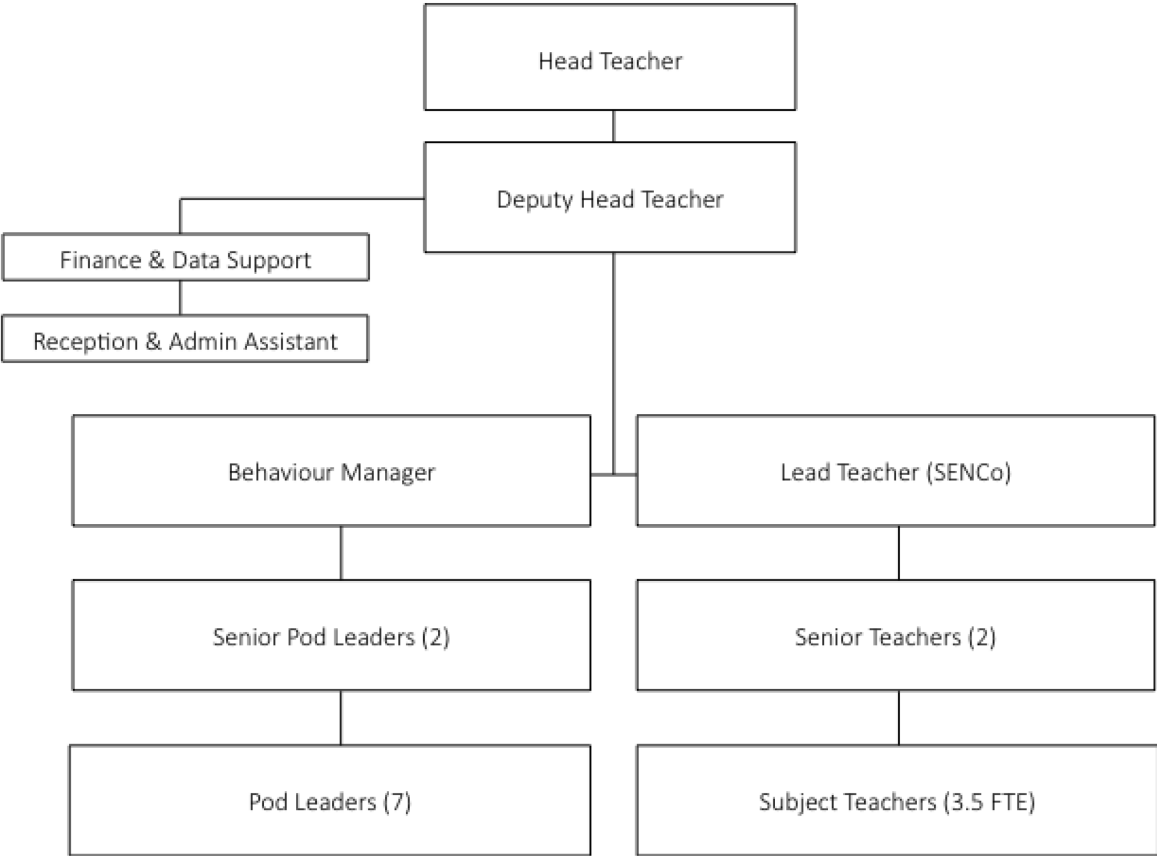 Head Teacher
Deputy Head Teacher
Finance & Data Support
Reception & Admin Assistant
Behaviour Manager
Lead Teacher (SENCo)
Senior Pod Leaders (2)
Senior Teachers (2)
Pod Leaders (7)
Subject Teachers (3.5 FTE)